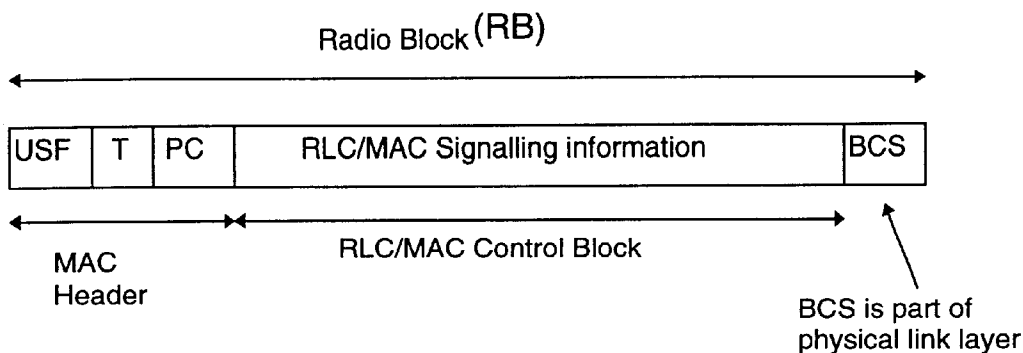 Radio Block (RB)
USF T PC RLC/MAC Signalling information BCS
RLC/MAC Control Block
MAC
Header
BCS is part of
physical link layer